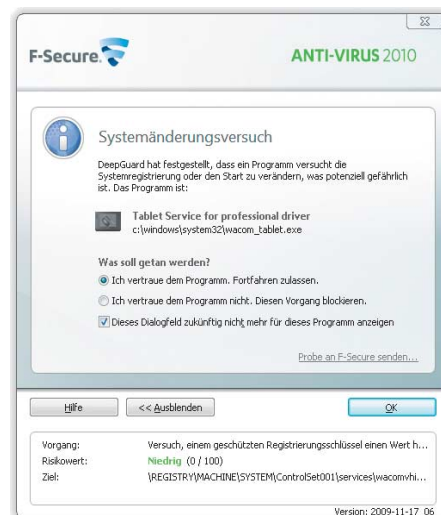 F-Secure.
ANTI-VIRUS 2010
Systemänderungsversuch
DeepGuard hat festgestellt, dass ein Programm versucht die
Systemregistrierung oder den Start zu verändern, was potenziell gefährlich
ist. Das Programm ist:
Tablet Service for professional driver
c:\windows\system32\wacom_tablet.exe
Was soll getan werden?
Ich vertraue dem Programm. Fortfahren zulassen.
Ich vertraue dem Programm nicht. Diesen Vorgang blockieren.
Dieses Dialogfeld zukünftig nicht mehr für dieses Programm anzeigen
Probe an F-Secure senden...
Hilfe
<< Ausblenden
OK
Vorgang: Versuch, einem geschützten Registrierungsschlüssel einen Wert h...
Risikowert: Niedrig (0 / 100)
Ziel: \REGISTRY\MACHINE\SYSTEM\ControlSet001\services\wacomvhi...
Version: 2009-11-17_06